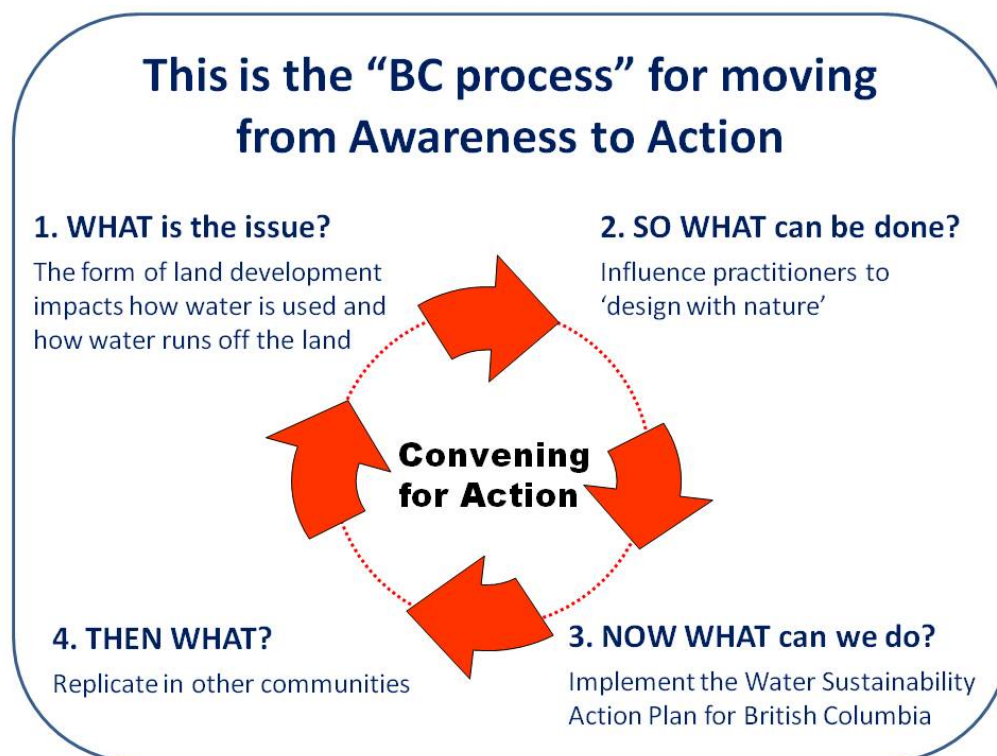 This is the “BC process” for moving
from Awareness to Action
1. WHAT is the issue?
The form of land development
impacts how water is used and
how water runs off the land
2. SO WHAT can be done?
Influence practitioners to
‘design with nature’
Convening
for Action
4. THEN WHAT?
Replicate in other communities
3. NOW WHAT can we do?
Implement the Water Sustainability
Action Plan for British Columbia